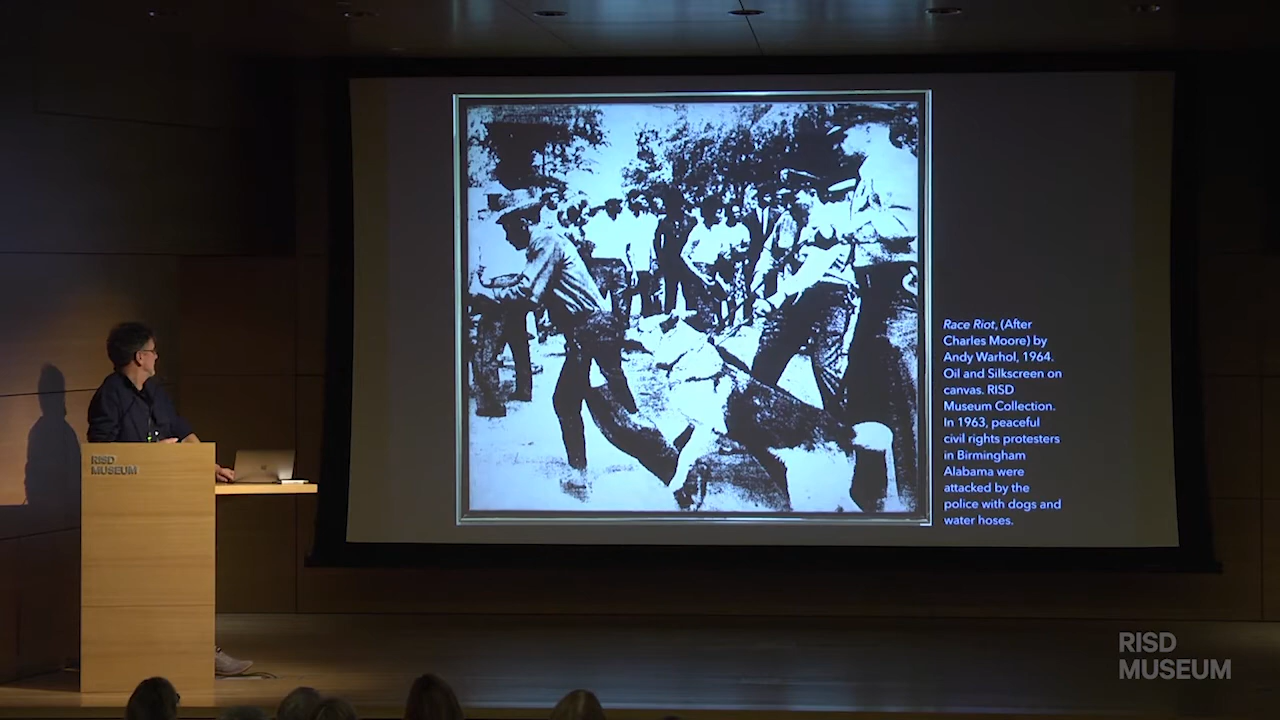 Race Riot, (After
Charles Moore) by
Andy Warhol, 1964.
Oil and Silkscreen on
canvas. RISD
Museum Collection.
In 1963, peaceful
civil rights protesters
in Birmingham
Alabama were
attacked by the
police with dogs and
water hoses.
RISD
MUSEUM
RISD
MUSEUM